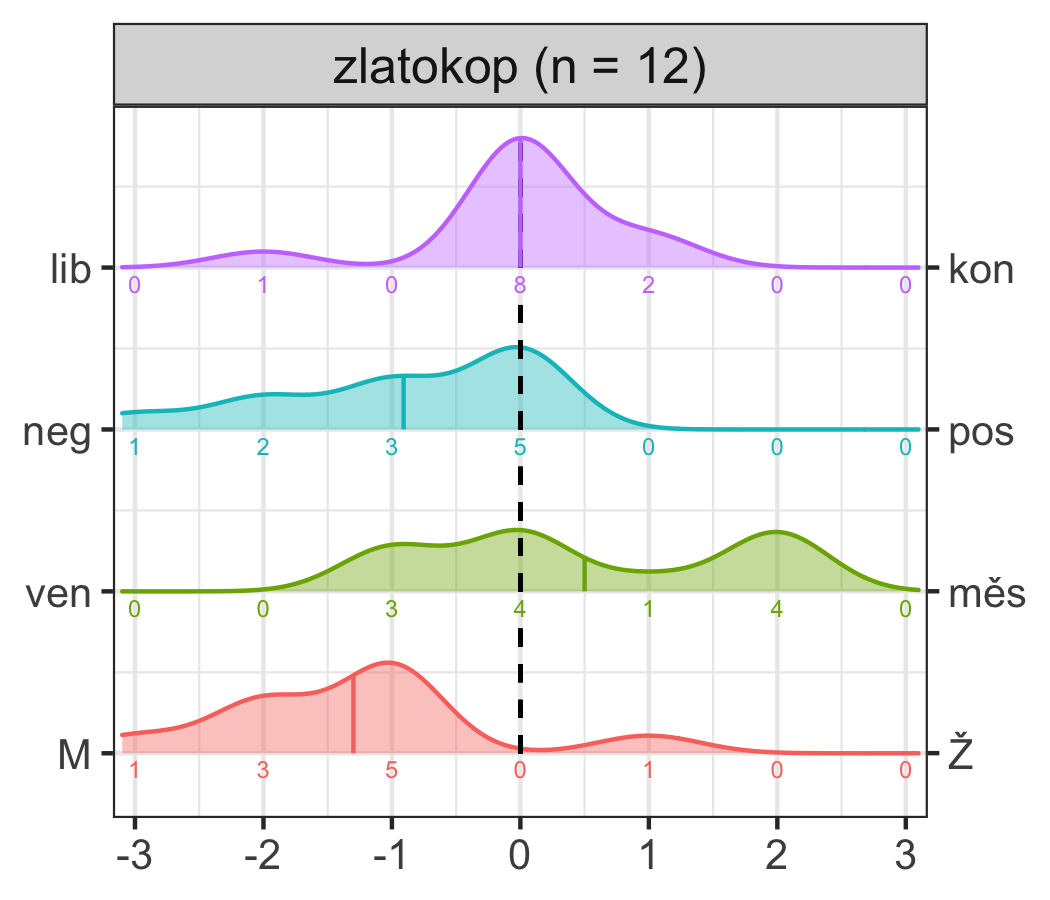 zlatokop (n = 12)
lib kon
0 1 0 8 2 0 0
neg pos
1 2 3 5 0 0 0
ven měs
0 0 3 4 1 4 0
M Ž
1 3 5 0 1 0 0
-3 -2 -1 0 1 2 3